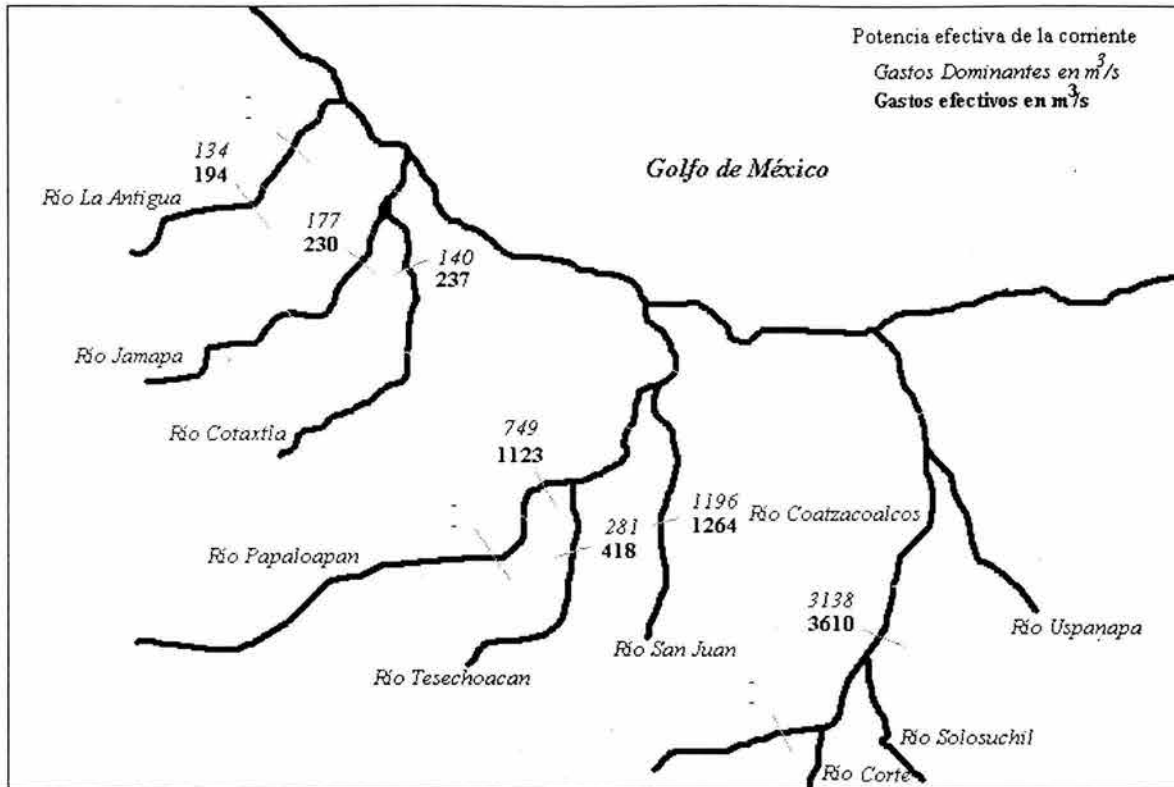 Potencia efectiva de la corriente
Gastos Dominantes en m³/s
Gastos efectivos en m³/s
Golfo de México
134
194
Río La Antigua
177
230
140
237
Río Jamapa
Río Cotaxtla
749
1123
1196
1264
Río Coatzacoalcos
281
418
Río Papaloapan
3138
3610
Río Uspanapa
Río San Juan
Río Tesechoacan
Río Solosuchil
Río Corte